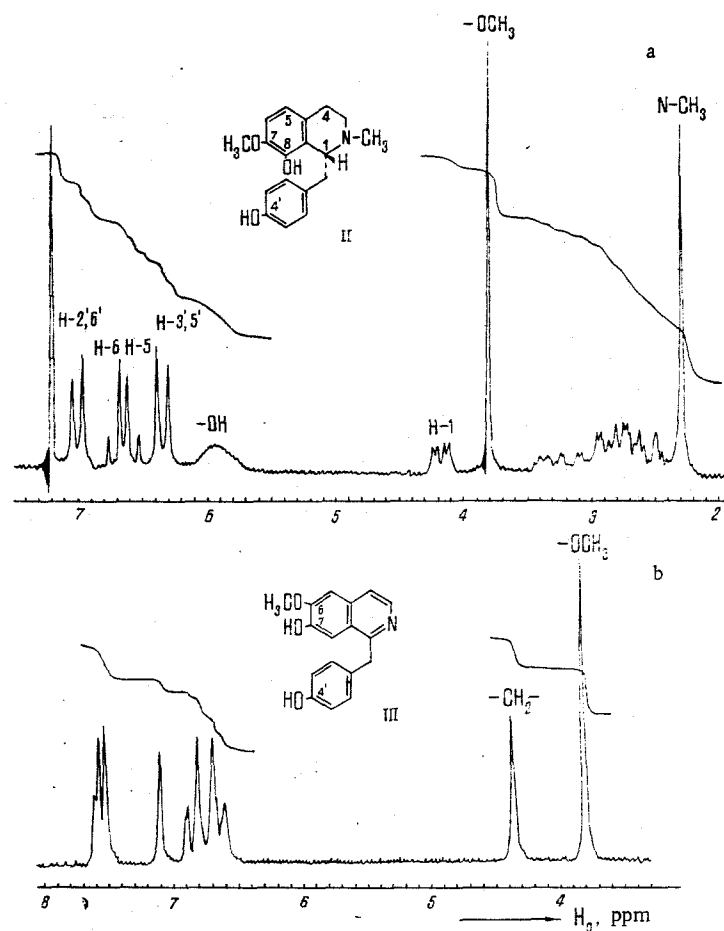 -OCH₃
a
N-CH₃
5
4
H₃CO
7
8
1
N-CH₃
OH
H
HO
4'
II
H-2,'6'
H-6
H-5
H-3,'5'
-OH
H-1
7
6
5
4
3
2
-OCH₃
b
H₃CO
6
HO
7
N
HO
4'
III
-CH₂-
8
7
6
5
4
H₀, ppm